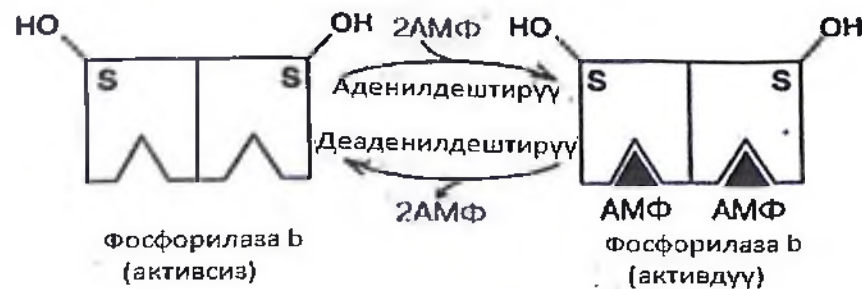 HO
OH
S
S
2АМФ
Аденилдештирүү
Деаденилдештирүү
2АМФ
HO
OH
S
S
АМФ
АМФ
Фосфорилаза b
(активсиз)
Фосфорилаза b
(активдүү)